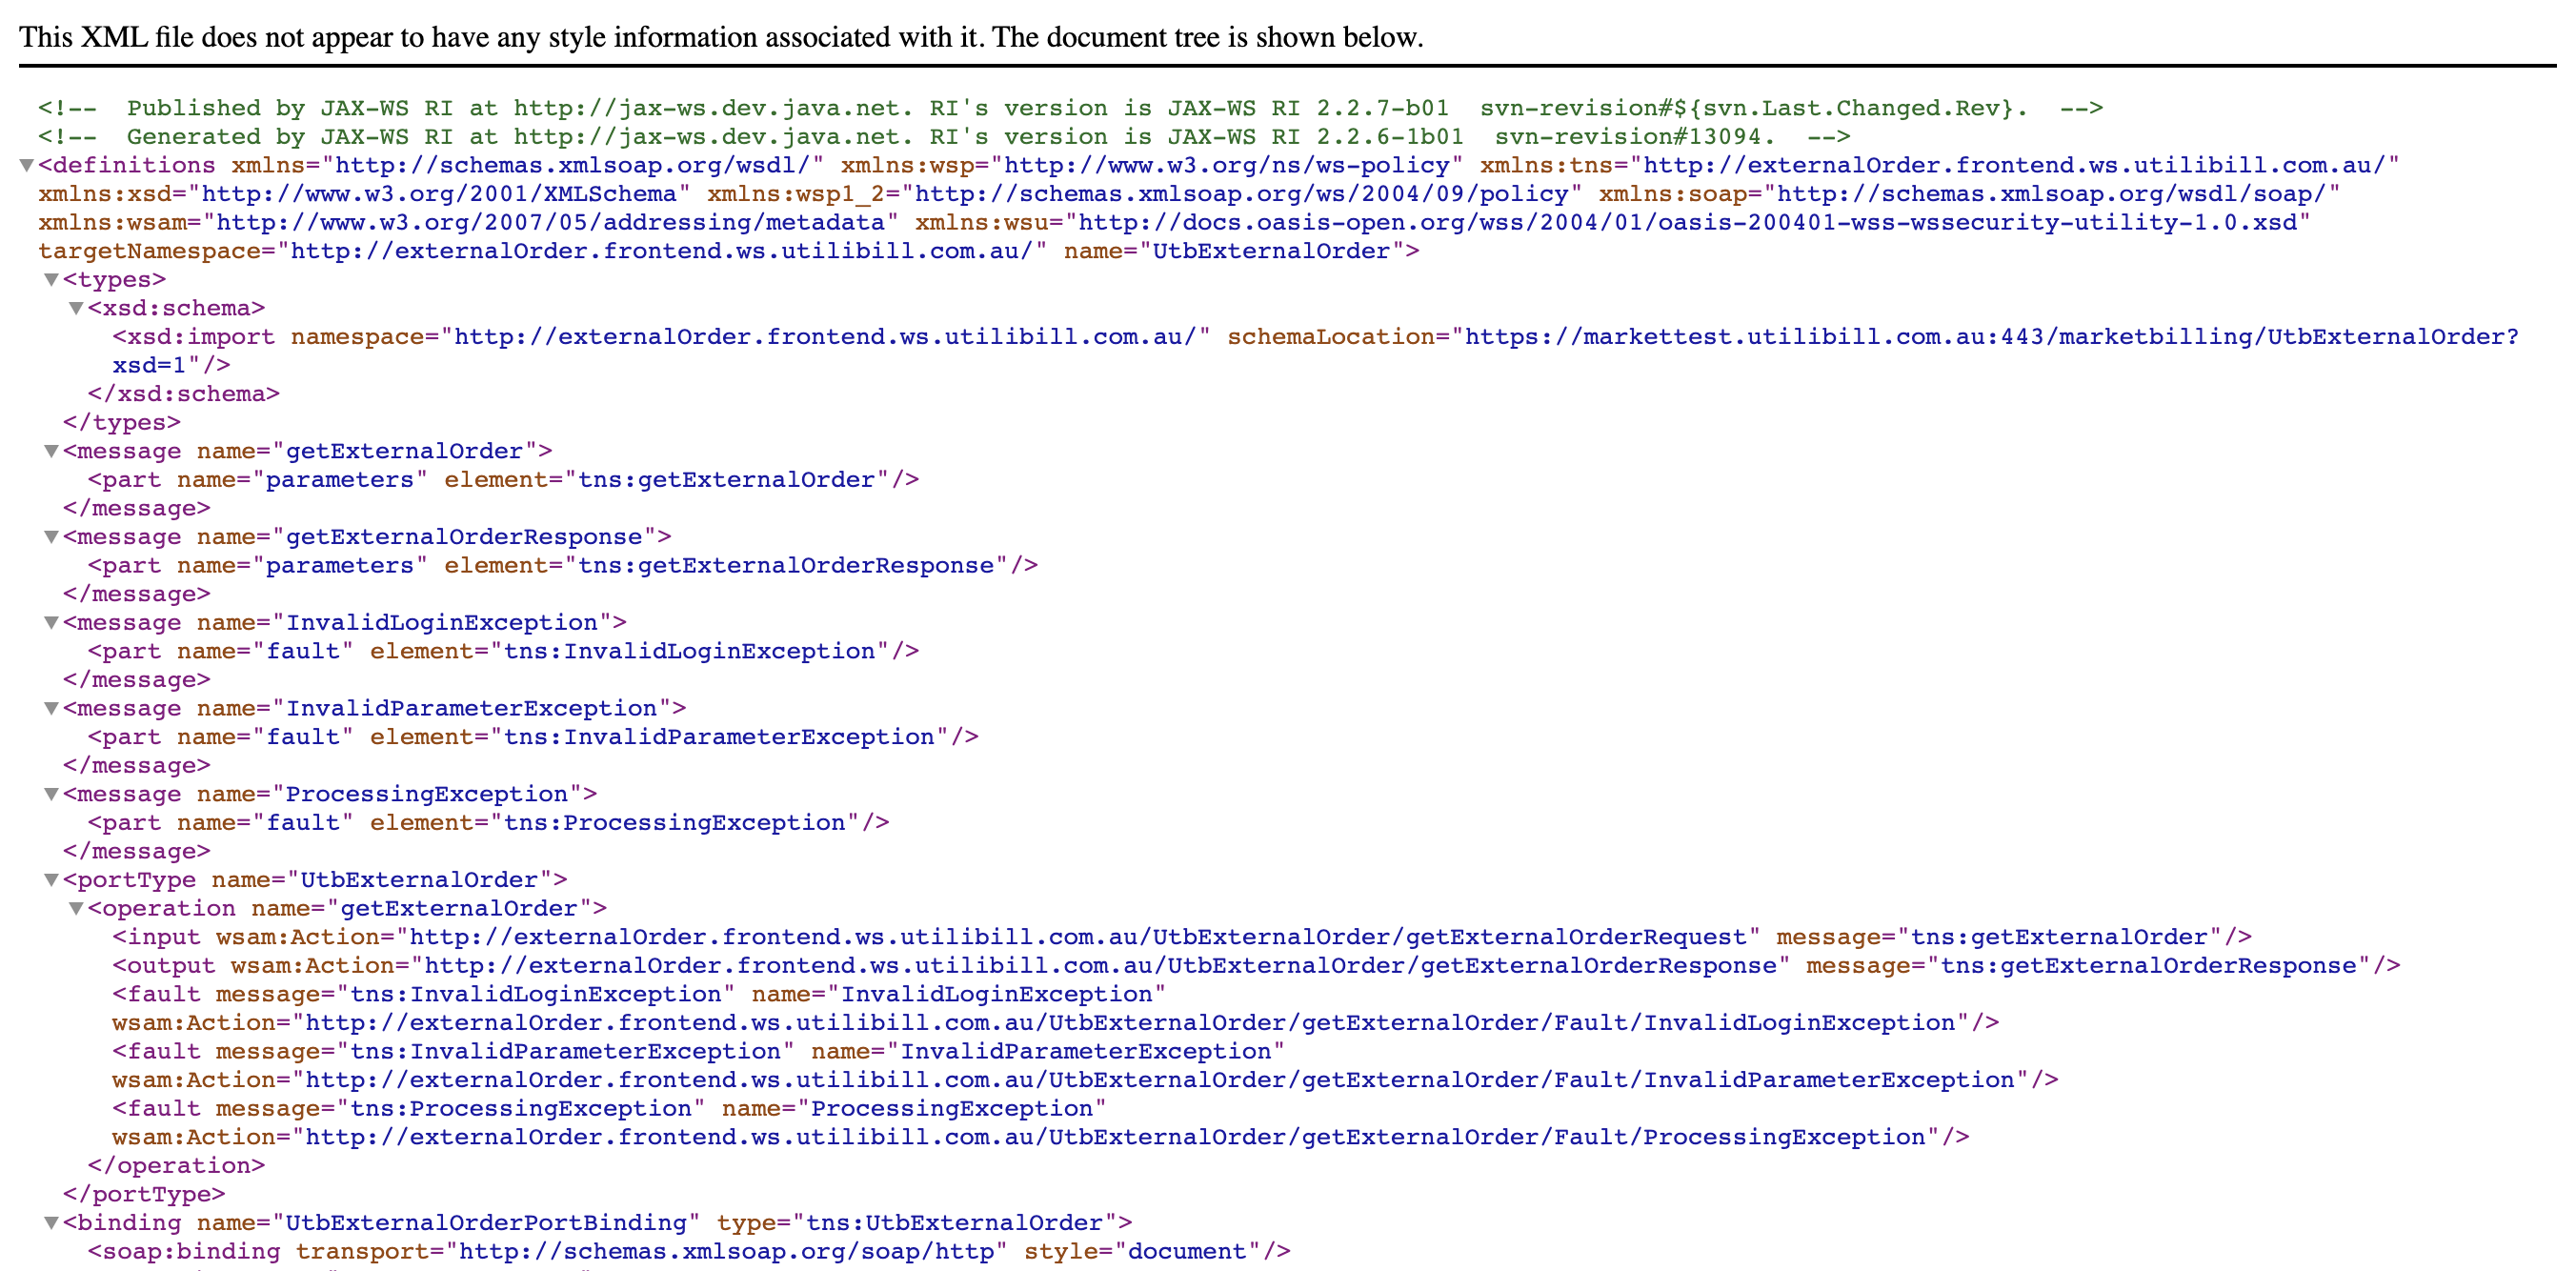 This XML file does not appear to have any style information associated with it. The document tree is shown below.
<!--  Published by JAX-WS RI at http://jax-ws.dev.java.net. RI's version is JAX-WS RI 2.2.7-b01  svn-revision#${svn.Last.Changed.Rev}.  -->
<!--  Generated by JAX-WS RI at http://jax-ws.dev.java.net. RI's version is JAX-WS RI 2.2.6-1b01  svn-revision#13094.  -->
▼<definitions xmlns="http://schemas.xmlsoap.org/wsdl/" xmlns:wsp="http://www.w3.org/ns/ws-policy" xmlns:tns="http://externalOrder.frontend.ws.utilibill.com.au/"
xmlns:xsd="http://www.w3.org/2001/XMLSchema" xmlns:wsp1_2="http://schemas.xmlsoap.org/ws/2004/09/policy" xmlns:soap="http://schemas.xmlsoap.org/wsdl/soap/"
xmlns:wsam="http://www.w3.org/2007/05/addressing/metadata" xmlns:wsu="http://docs.oasis-open.org/wss/2004/01/oasis-200401-wss-wssecurity-utility-1.0.xsd"
targetNamespace="http://externalOrder.frontend.ws.utilibill.com.au/" name="UtbExternalOrder">
▼<types>
▼<xsd:schema>
<xsd:import namespace="http://externalOrder.frontend.ws.utilibill.com.au/" schemaLocation="https://markettest.utilibill.com.au:443/marketbilling/UtbExternalOrder?
xsd=1"/>
</xsd:schema>
</types>
▼<message name="getExternalOrder">
<part name="parameters" element="tns:getExternalOrder"/>
</message>
▼<message name="getExternalOrderResponse">
<part name="parameters" element="tns:getExternalOrderResponse"/>
</message>
▼<message name="InvalidLoginException">
<part name="fault" element="tns:InvalidLoginException"/>
</message>
▼<message name="InvalidParameterException">
<part name="fault" element="tns:InvalidParameterException"/>
</message>
▼<message name="ProcessingException">
<part name="fault" element="tns:ProcessingException"/>
</message>
▼<portType name="UtbExternalOrder">
▼<operation name="getExternalOrder">
<input wsam:Action="http://externalOrder.frontend.ws.utilibill.com.au/UtbExternalOrder/getExternalOrderRequest" message="tns:getExternalOrder"/>
<output wsam:Action="http://externalOrder.frontend.ws.utilibill.com.au/UtbExternalOrder/getExternalOrderResponse" message="tns:getExternalOrderResponse"/>
<fault message="tns:InvalidLoginException" name="InvalidLoginException"
wsam:Action="http://externalOrder.frontend.ws.utilibill.com.au/UtbExternalOrder/getExternalOrder/Fault/InvalidLoginException"/>
<fault message="tns:InvalidParameterException" name="InvalidParameterException"
wsam:Action="http://externalOrder.frontend.ws.utilibill.com.au/UtbExternalOrder/getExternalOrder/Fault/InvalidParameterException"/>
<fault message="tns:ProcessingException" name="ProcessingException"
wsam:Action="http://externalOrder.frontend.ws.utilibill.com.au/UtbExternalOrder/getExternalOrder/Fault/ProcessingException"/>
</operation>
</portType>
▼<binding name="UtbExternalOrderPortBinding" type="tns:UtbExternalOrder">
<soap:binding transport="http://schemas.xmlsoap.org/soap/http" style="document"/>